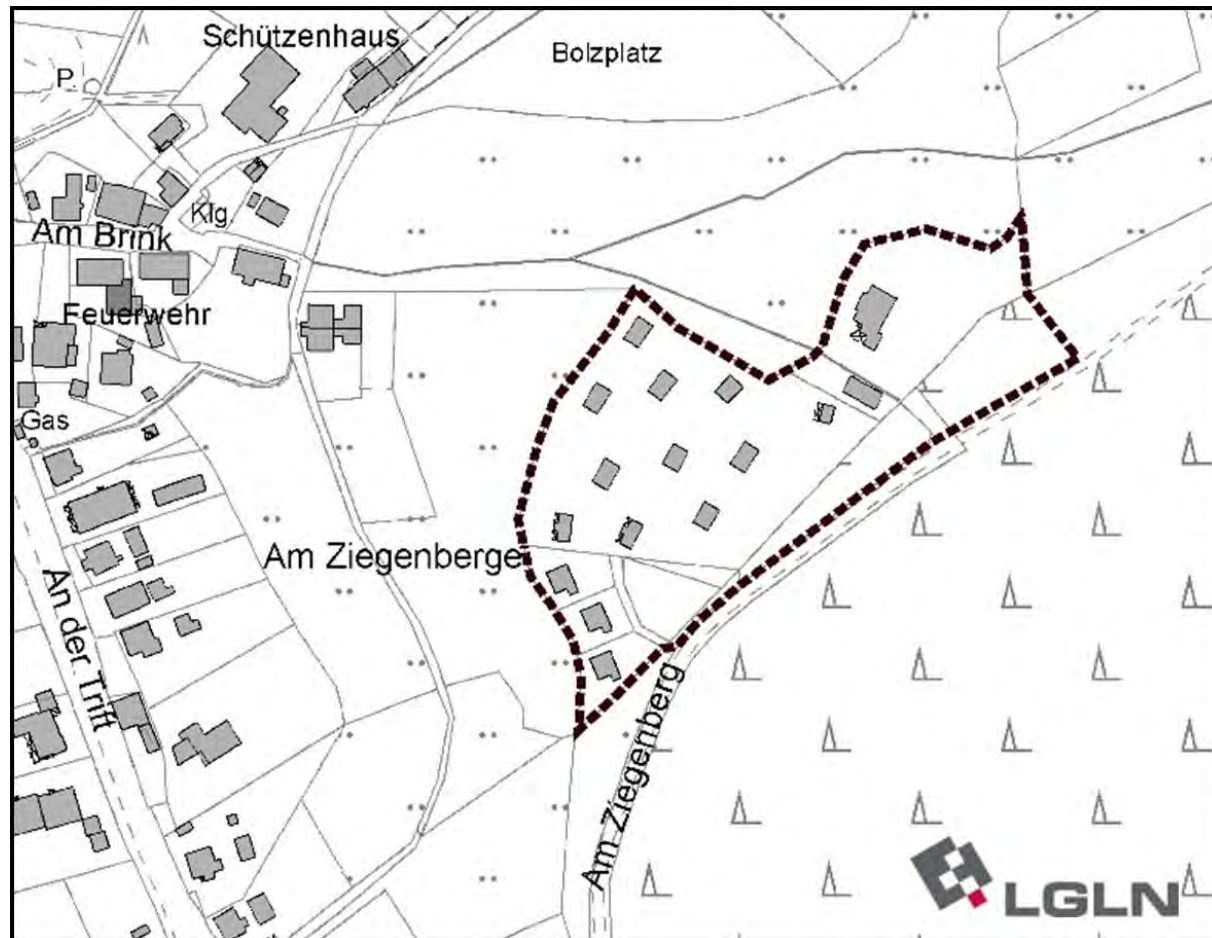 Schützenhaus
Bolzplatz
P.
Klg
Am Brink
Feuerwehr
Gas
Am Ziegenberge
An der Trift
Am Ziegenberg
LGLN